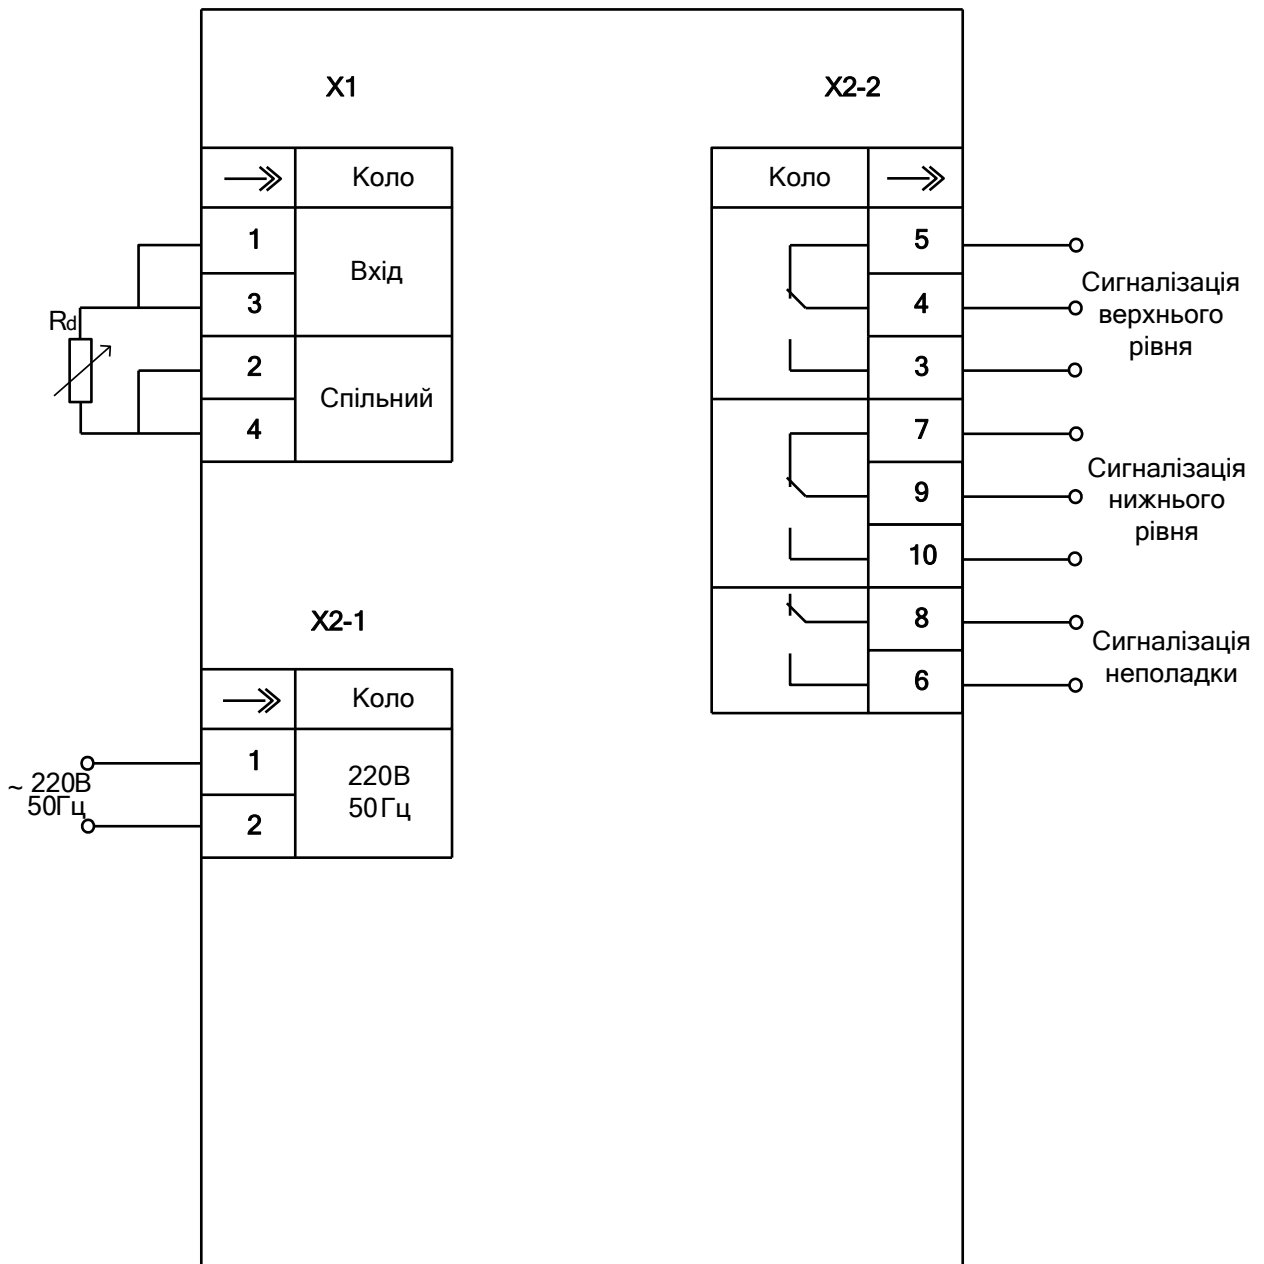 X1
Коло
1
Вхід
3
Rd
2
Спільний
4
X2-1
Коло
1
220В
50Гц
2
~ 220В
50Гц
X2-2
Коло
5
4
3
Сигналізація
верхнього
рівня
7
9
10
Сигналізація
нижнього
рівня
8
6
Сигналізація
неполадки